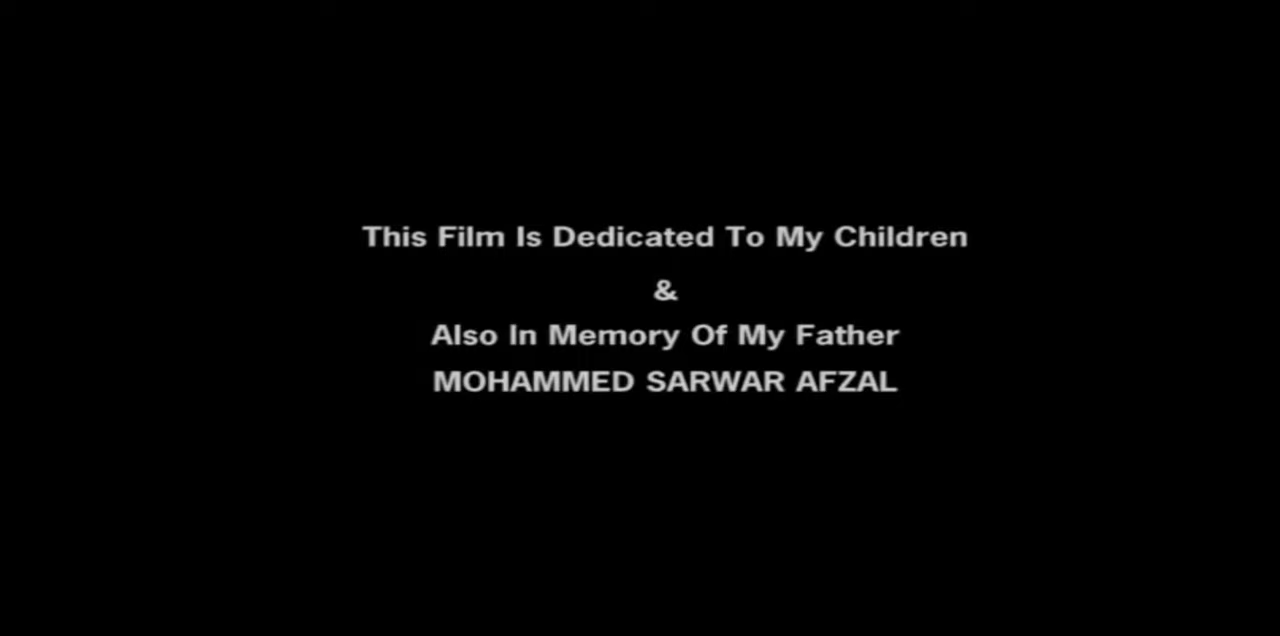 This Film Is Dedicated To My Children
&
Also In Memory Of My Father
MOHAMMED SARWAR AFZAL